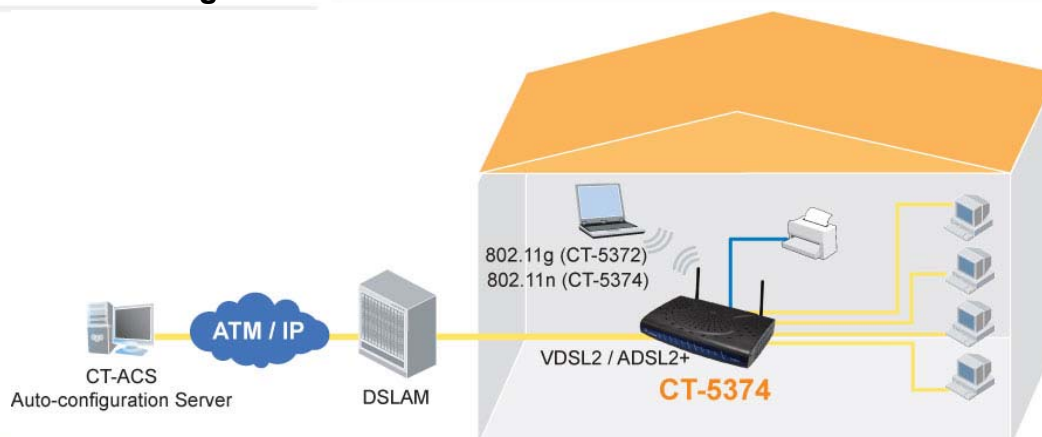 802.11g (CT-5372)
802.11n (CT-5374)
ATM / IP
VDSL2 / ADSL2+
CT-ACS
Auto-configuration Server
DSLAM
CT-5374